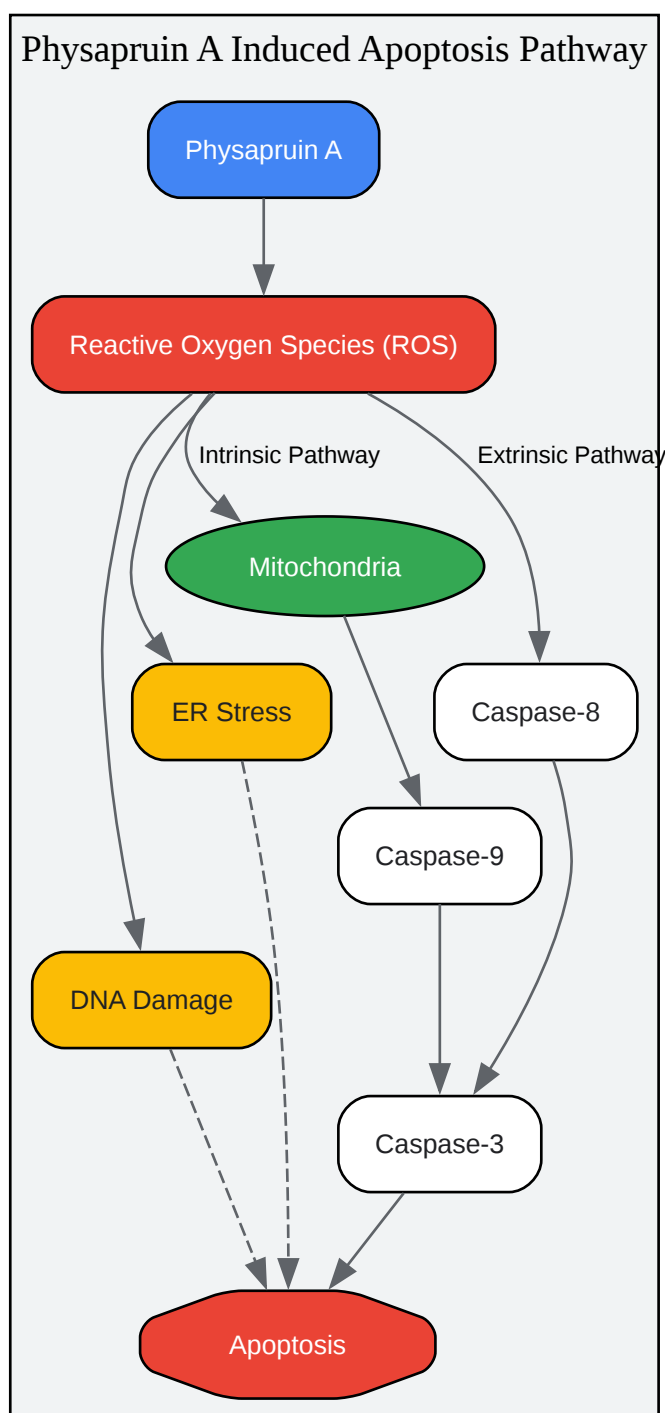 Physapruin A Induced Apoptosis Pathway
Physapruin A
Reactive Oxygen Species (ROS)
Intrinsic Pathway
Extrinsic Pathway
Mitochondria
ER Stress
Caspase-8
Caspase-9
DNA Damage
Caspase-3
Apoptosis